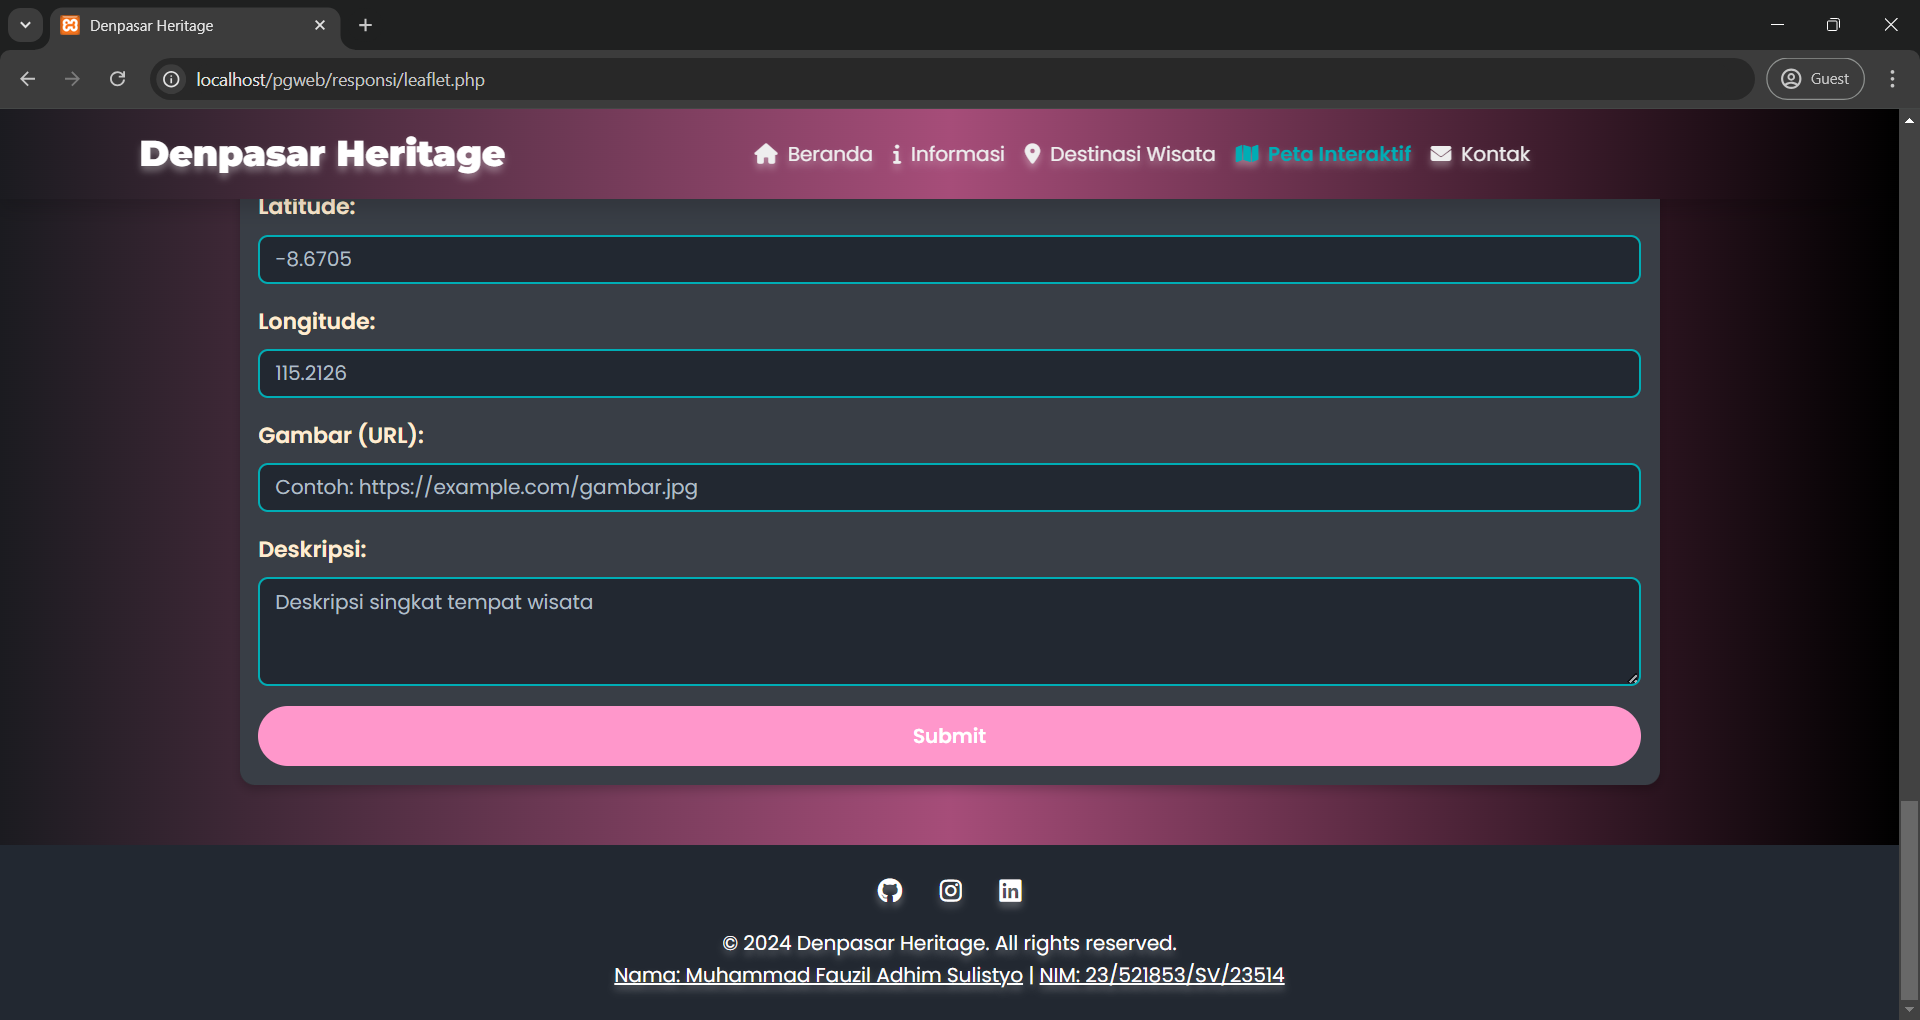 Denpasar Heritage
localhost/pgweb/responsi/leaflet.php
Guest
Denpasar Heritage
Beranda
Informasi
Destinasi Wisata
Peta Interaktif
Kontak
Latitude:
-8.6705
Longitude:
115.2126
Gambar (URL):
Contoh: https://example.com/gambar.jpg
Deskripsi:
Deskripsi singkat tempat wisata
Submit
© 2024 Denpasar Heritage. All rights reserved.
Nama: Muhammad Fauzil Adhim Sulistyo | NIM: 23/521853/SV/23514